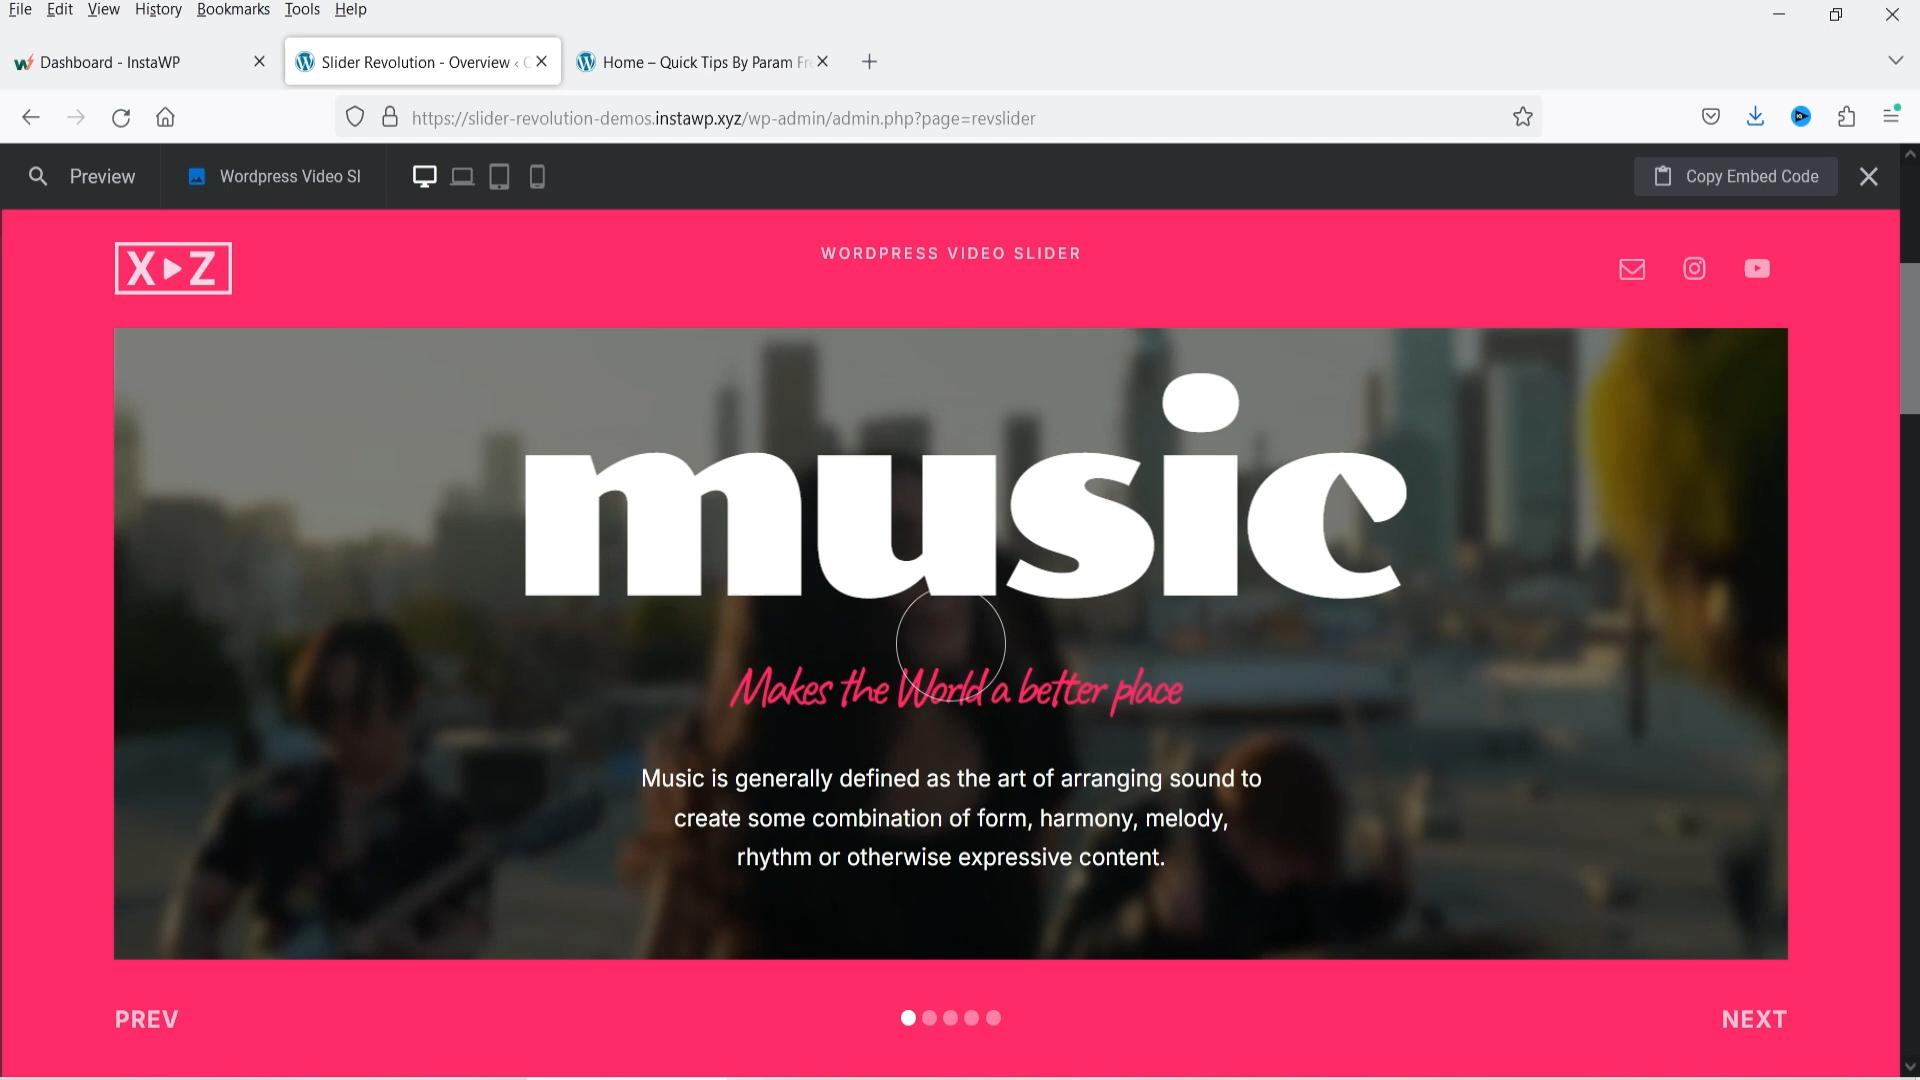 File Edit View History Bookmarks Tools Help
Dashboard - InstaWP
Slider Revolution - Overview ‹
Home – Quick Tips By Param
https://slider-revolution-demos.instawp.xyz/wp-admin/admin.php?page=revslider
Preview
Wordpress Video Sl
Copy Embed Code
X Z
WORDPRESS VIDEO SLIDER
music
Makes the World a better place
Music is generally defined as the art of arranging sound to
create some combination of form, harmony, melody,
rhythm or otherwise expressive content.
PREV
NEXT